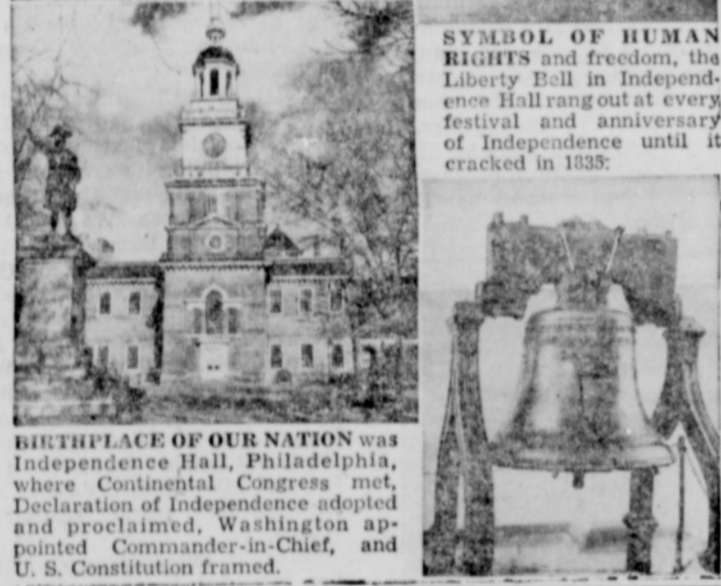 SYMBOL OF HUMAN
RIGHTS and freedom, the
Liberty Bell in Independ-
ence Hall rang out at every
festival and anniversary
of Independence until it
cracked in 1835:
BIRTHPLACE OF OUR NATION was
Independence Hall, Philadelphia,
where Continental Congress met,
Declaration of Independence adopted
and proclaimed, Washington ap-
pointed Commander-in-Chief, and
U. S. Constitution framed.